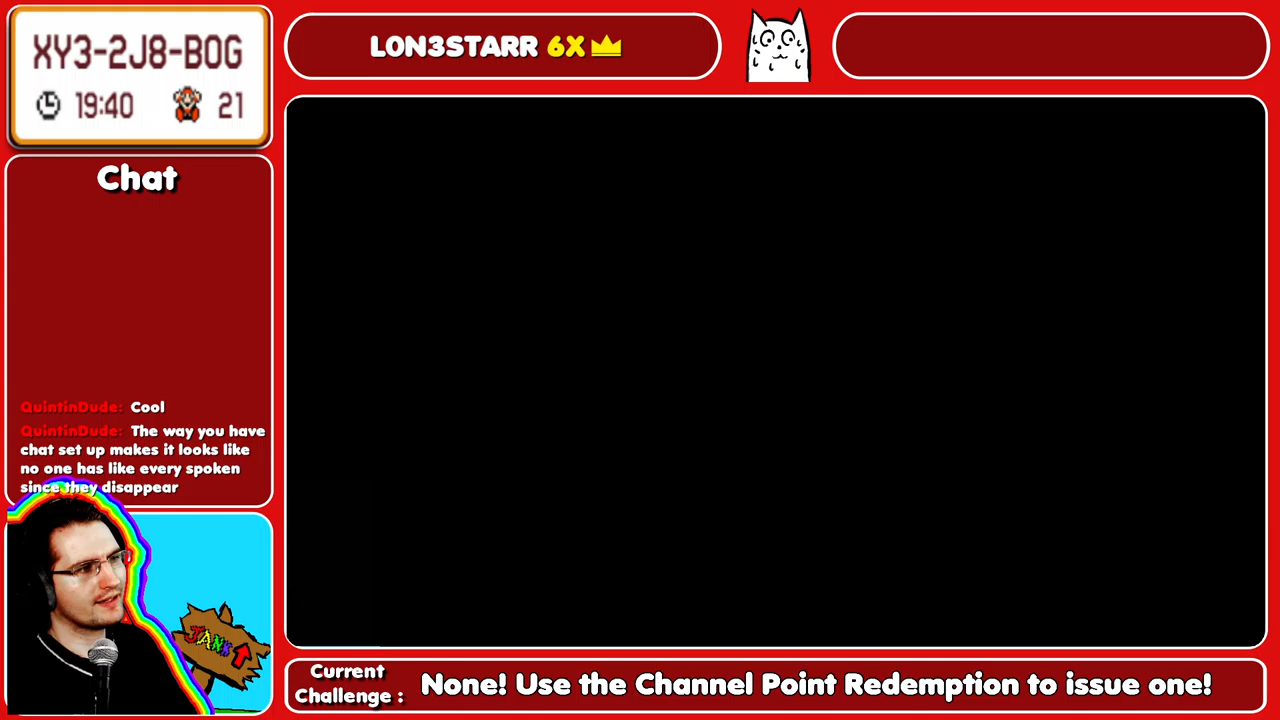 XY3-2J8-B0G
19:40 21
LON3STARR 6X
Chat
QuintinDude: Cool
QuintinDude: The way you have
chat set up makes it looks like
no one has like every spoken
since they disappear
JANK
Current
Challenge :
None! Use the Channel Point Redemption to issue one!